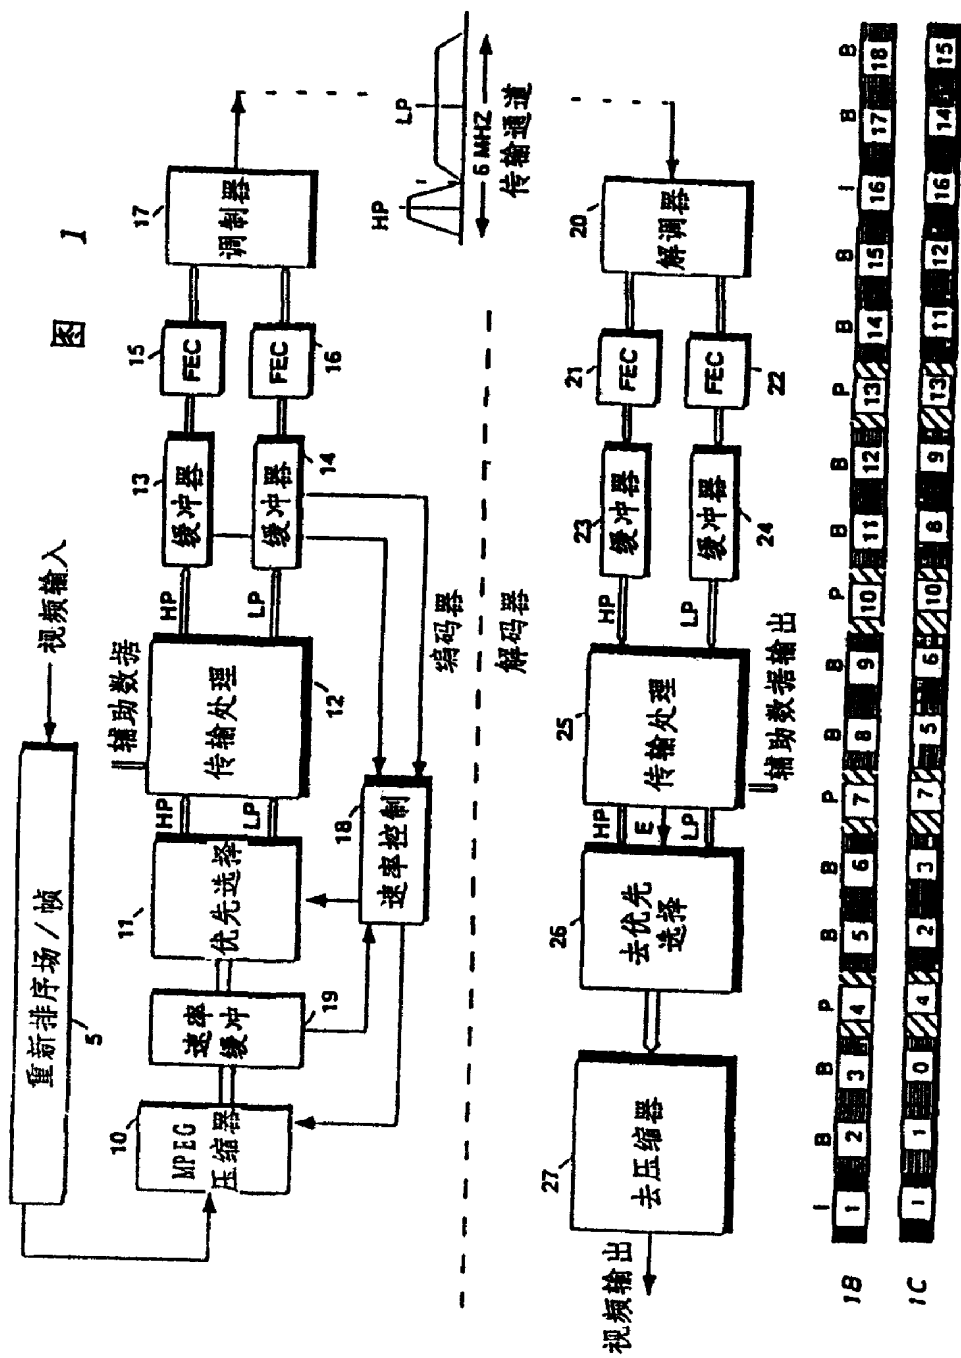 图 1
重新排序场/帧
5
视频输入
辅助数据
10
MPEG
压缩器
速率
缓冲
19
11
优先选择
HP
LP
传输处理
12
HP
LP
13
缓冲器
缓冲器
14
15
FEC
FEC
16
17
调制器
18
速率控制
编码器
解码器
HP
LP
6 MHZ
传输通道
视频输出
27
去压缩器
26
去优先
选择
HP
E
LP
25
传输处理
辅助数据输出
HP
LP
23
缓冲器
缓冲器
24
21
FEC
FEC
22
20
解调器
I B B P B B P B B P B B P B B I B B
1B 1 2 3 4 5 6 7 8 9 10 11 12 13 14 15 16 17 18
1C 1 1 0 4 2 3 7 5 6 10 8 9 13 11 12 16 14 15